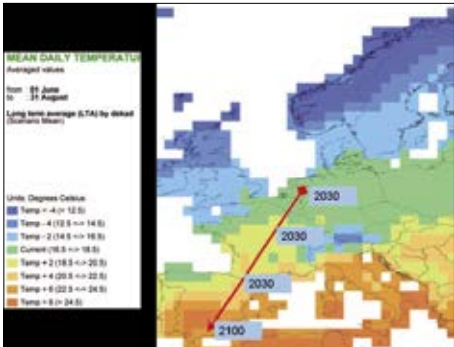 MEAN DAILY TEMPERATU
Averaged values
from : 01 June
to : 31 August
Long term average (LTA) by dekad
(Scenario Mean)
Units: Degrees Celsius
Temp = -4 (< 12.5)
Temp - 4 (12.5 <-> 14.5)
Temp - 2 (14.5 <-> 16.5)
Current (16.5 <-> 18.5)
Temp + 2 (18.5 <-> 20.5)
Temp + 4 (20.5 <-> 22.5)
Temp + 6 (22.5 <-> 24.5)
Temp > 6 (> 24.5)
2030
2030
2030
2100